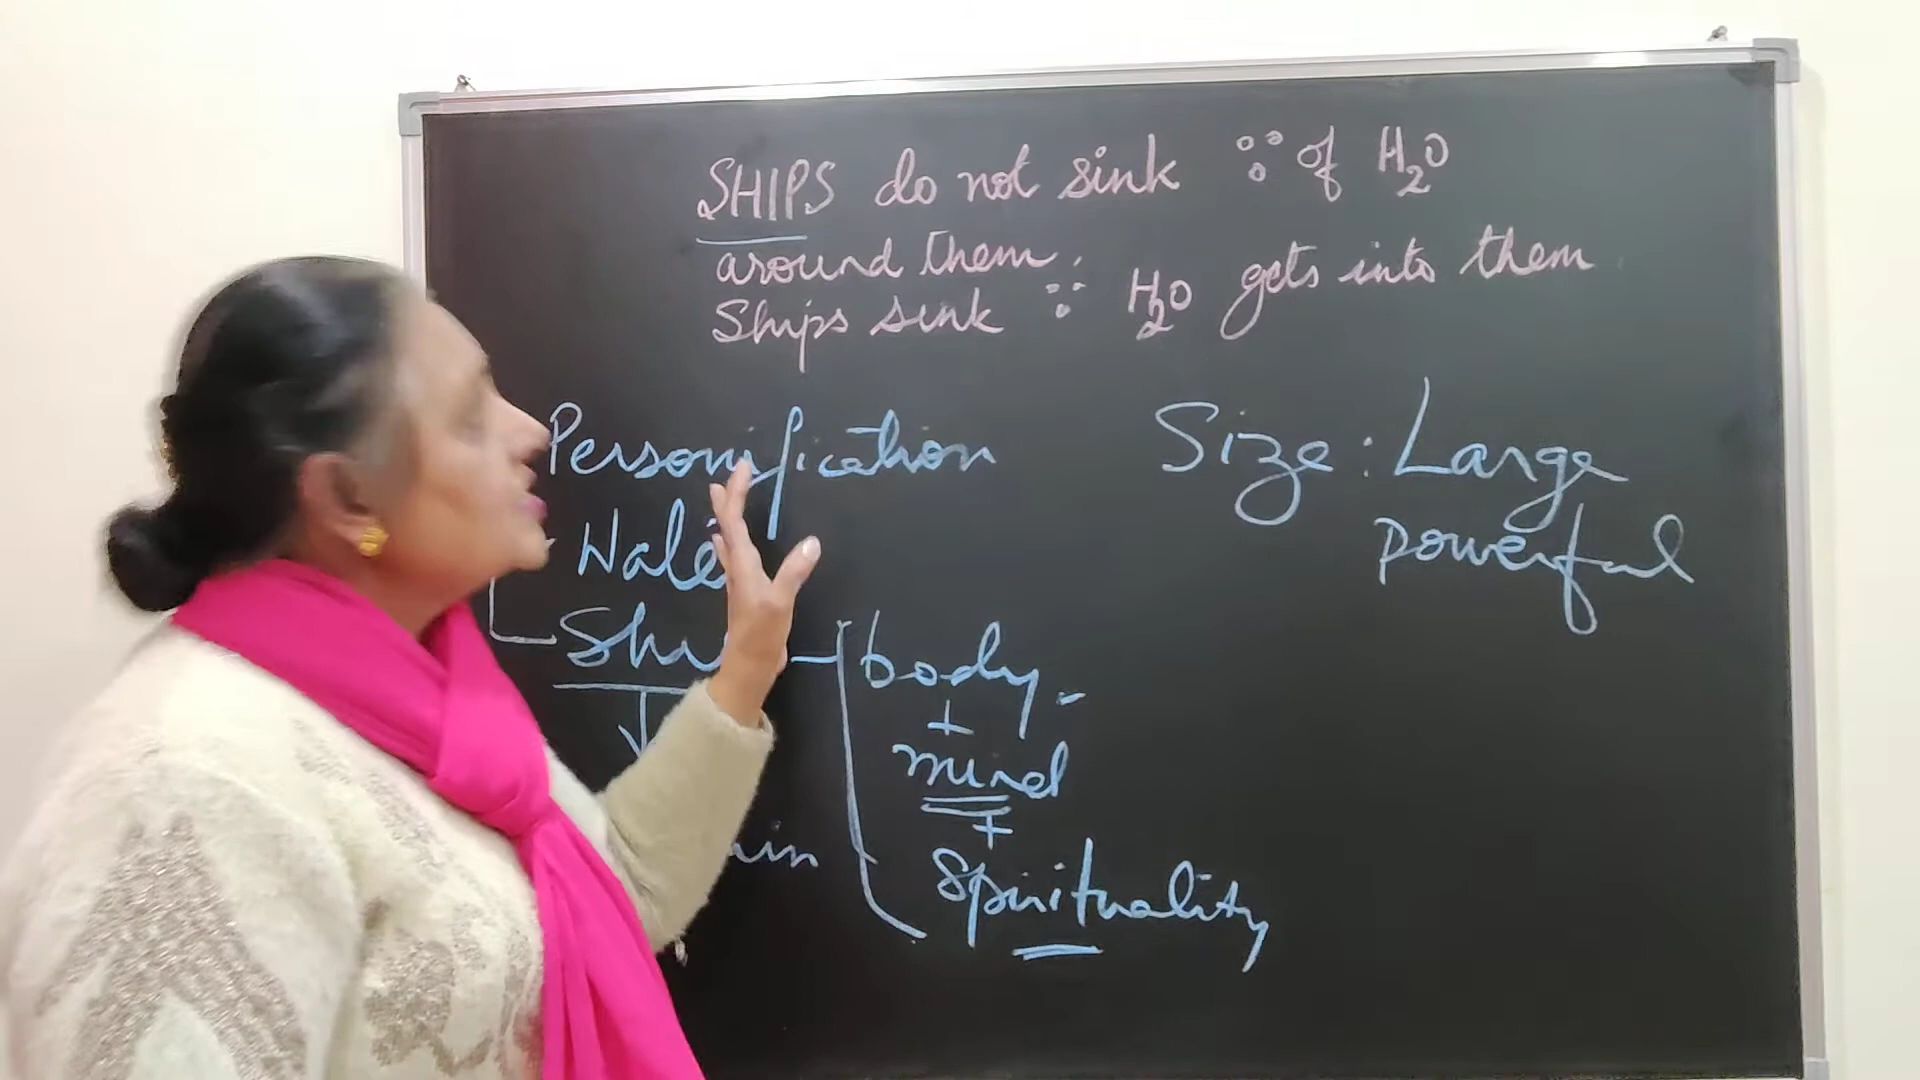 SHIPS do not sink ∵ of H₂O
around them.
Ships sink ∵ H₂O gets into them
Personification
Size: Large
powerful
body
+
mind
+
Spirituality